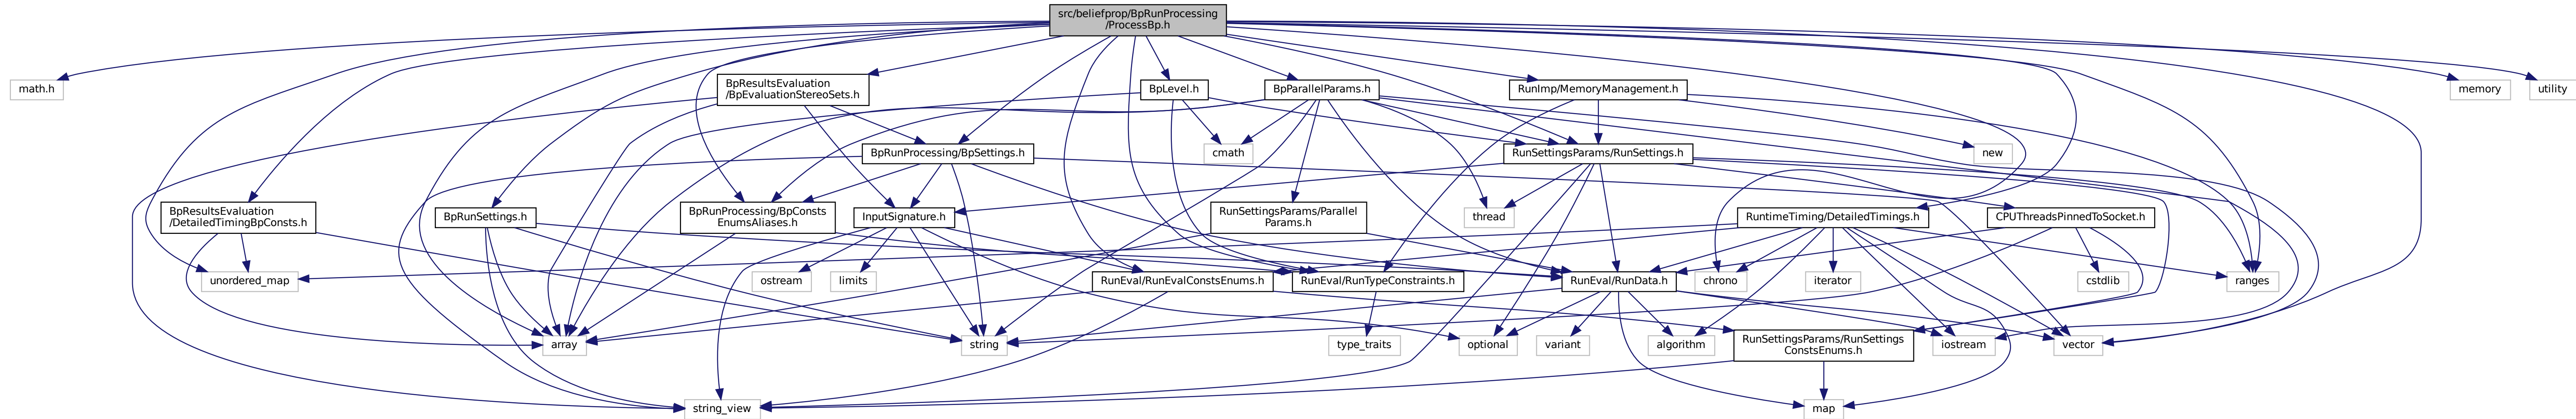 src/beliefprop/BpRunProcessing
/ProcessBp.h
math.h
BpResultsEvaluation
/BpEvaluationStereoSets.h
BpLevel.h
BpParallelParams.h
RunImp/MemoryManagement.h
memory
utility
BpRunProcessing/BpSettings.h
cmath
RunSettingsParams/RunSettings.h
new
BpResultsEvaluation
/DetailedTimingBpConsts.h
BpRunSettings.h
BpRunProcessing/BpConsts
EnumsAliases.h
InputSignature.h
RunSettingsParams/Parallel
Params.h
thread
RuntimeTiming/DetailedTimings.h
CPUThreadsPinnedToSocket.h
unordered_map
ostream
limits
RunEval/RunEvalConstsEnums.h
RunEval/RunTypeConstraints.h
RunEval/RunData.h
chrono
iterator
cstdlib
ranges
array
string
type_traits
optional
variant
algorithm
RunSettingsParams/RunSettings
ConstsEnums.h
iostream
vector
string_view
map